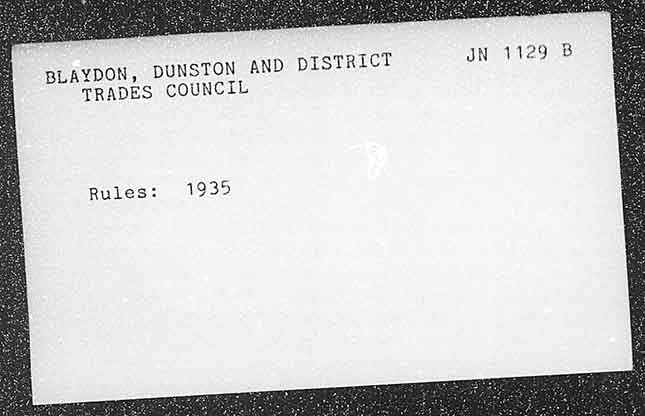 BLAYDON, DUNSTON AND DISTRICT JN 1129 B
TRADES COUNCIL
Rules: 1935